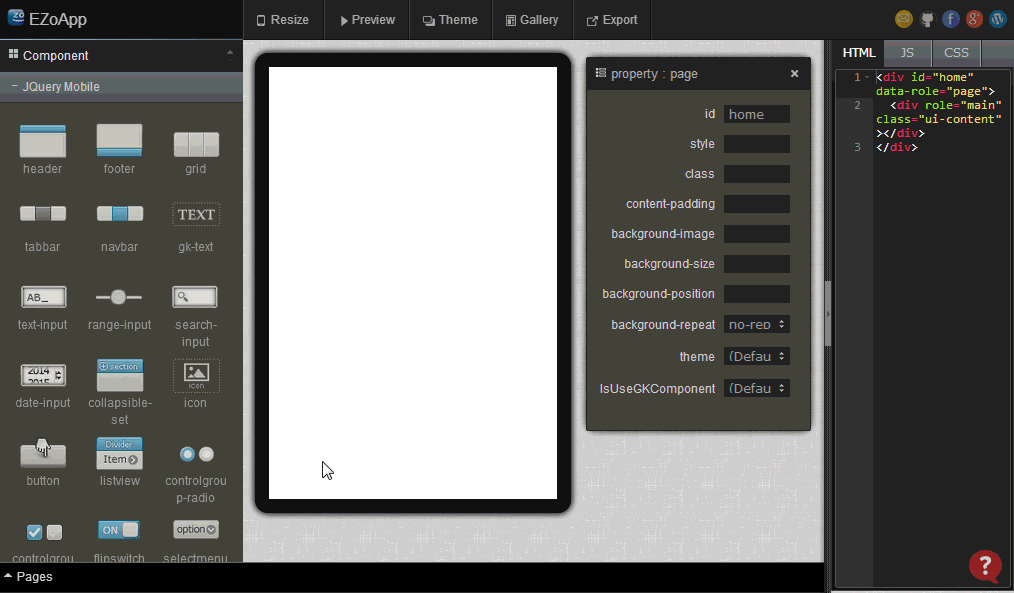 EZoApp
Resize
Preview
Theme
Gallery
Export
Component
JQuery Mobile
header
footer
grid
tabbar
navbar
TEXT
gk-text
AB_
text-input
range-input
search-
input
2014
2015
date-input
section
collapsible-
set
icon
icon
button
Divider
Item
listview
controlgrou
p-radio
controlgrou
ON
flipswitch
option
selectmenu
Pages
property : page
id home
style
class
content-padding
background-image
background-size
background-position
background-repeat no-rep
theme (Defau
IsUseGKComponent (Defau
HTML JS CSS
1 <div id="home"
data-role="page">
2 <div role="main"
class="ui-content"
></div>
3 </div>
?